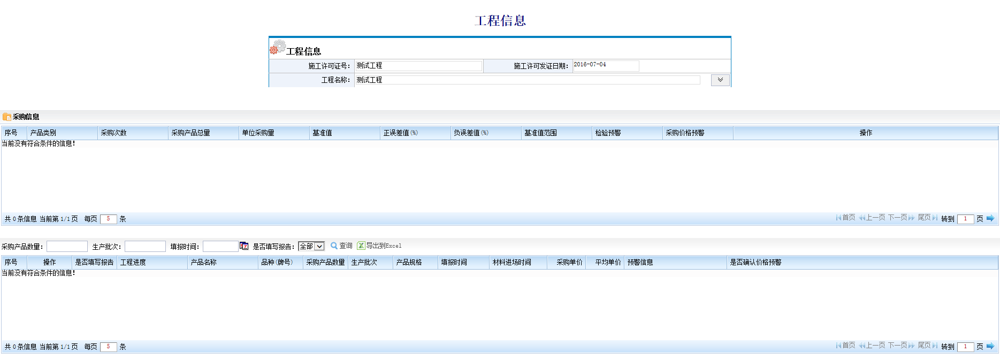 工程信息
工程信息
施工许可证号： 测试工程 施工许可发证日期： 2016-07-04
工程名称： 测试工程
采购信息
序号 产品类别 采购次数 采购产品总量 单位采购量 基准值 正误差值(%) 负误差值(%) 基准值范围 检验预警 采购价格预警 操作
当前没有符合条件的信息!
共 0 条信息 当前第 1/1 页 每页 5 条 首页 上一页 下一页 尾页 转到 1 页
采购产品数量： 生产批次： 填报时间： 是否填写报告： 全部 查询 导出到Excel
序号 操作 是否填写报告 工程进度 产品名称 品种(牌号) 采购产品数量 生产批次 产品规格 填报时间 材料进场时间 采购单价 平均单价 预警信息 是否确认价格预警
当前没有符合条件的信息!
共 0 条信息 当前第 1/1 页 每页 5 条 首页 上一页 下一页 尾页 转到 1 页